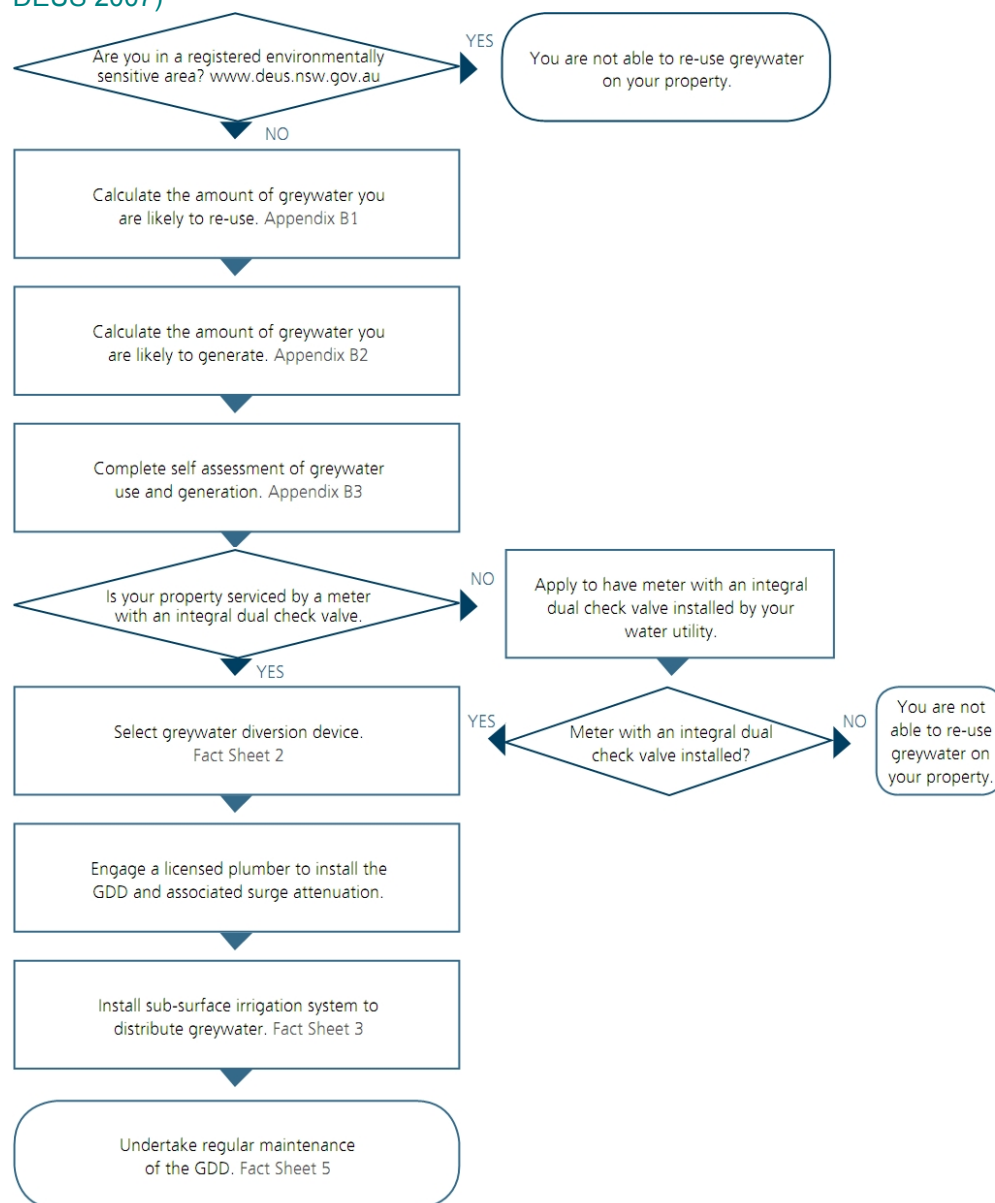 DEUS 2007)
Are you in a registered environmentally
sensitive area? www.deus.nsw.gov.au
YES
You are not able to re-use greywater
on your property.
NO
Calculate the amount of greywater you
are likely to re-use. Appendix B1
Calculate the amount of greywater you
are likely to generate. Appendix B2
Complete self assessment of greywater
use and generation. Appendix B3
Is your property serviced by a meter
with an integral dual check valve.
NO
Apply to have meter with an integral
dual check valve installed by your
water utility.
YES
Select greywater diversion device.
Fact Sheet 2
YES
Meter with an integral dual
check valve installed?
NO
You are not
able to re-use
greywater on
your property.
Engage a licensed plumber to install the
GDD and associated surge attenuation.
Install sub-surface irrigation system to
distribute greywater. Fact Sheet 3
Undertake regular maintenance
of the GDD. Fact Sheet 5